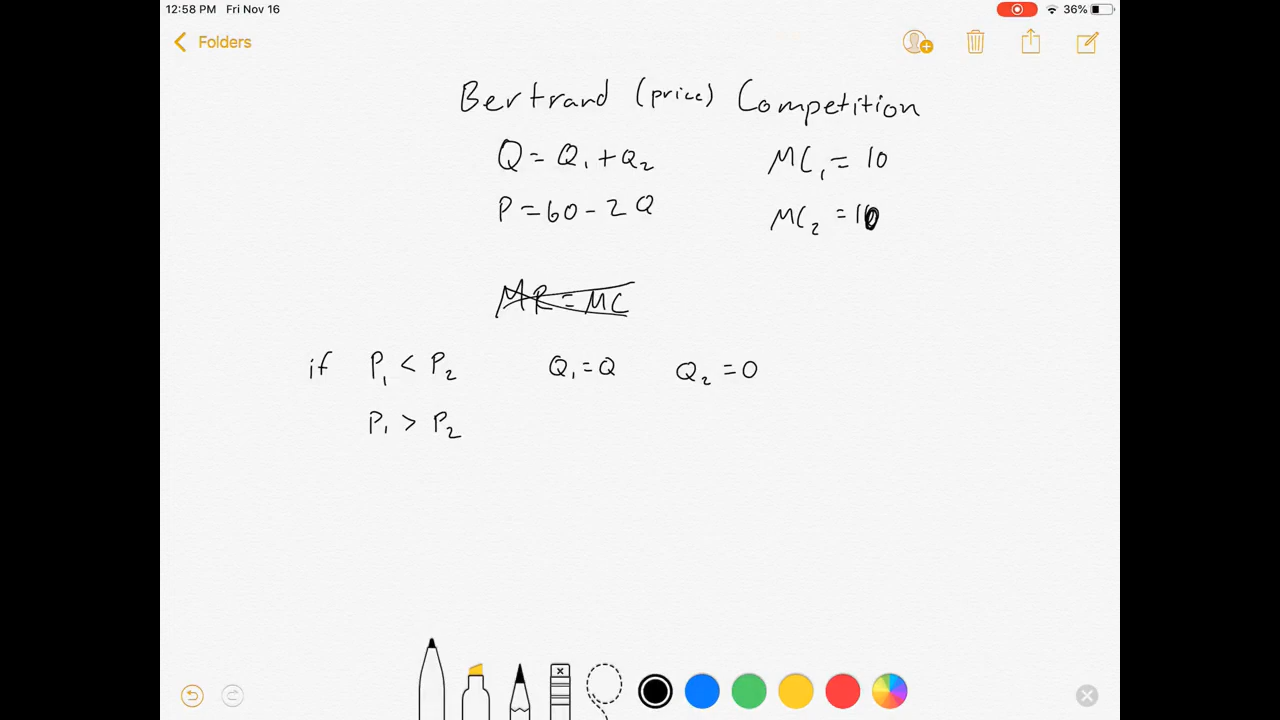 12:58 PM Fri Nov 16 36%
Folders
Bertrand (price) Competition
Q = Q₁ + Q₂ MC₁ = 10
P = 60 - 2Q MC₂ = 10
MR = MC
if P₁ < P₂ Q₁ = Q Q₂ = 0
P₁ > P₂